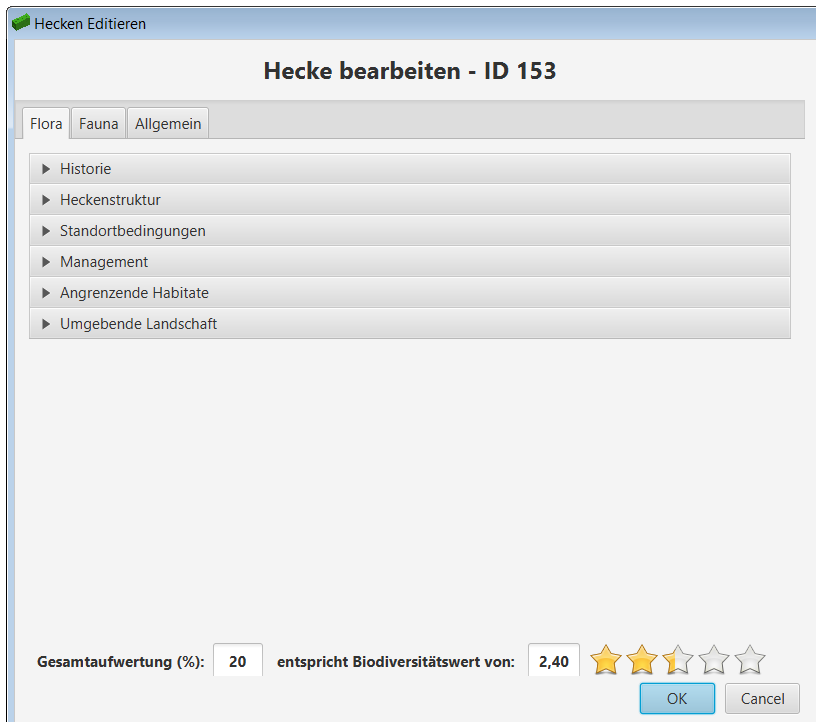 Hecken Editieren
Hecke bearbeiten - ID 153
Flora Fauna Allgemein
Historie
Heckenstruktur
Standortbedingungen
Management
Angrenzende Habitate
Umgebende Landschaft
Gesamtaufwertung (%): 20 entspricht Biodiversitätswert von: 2,40
OK Cancel